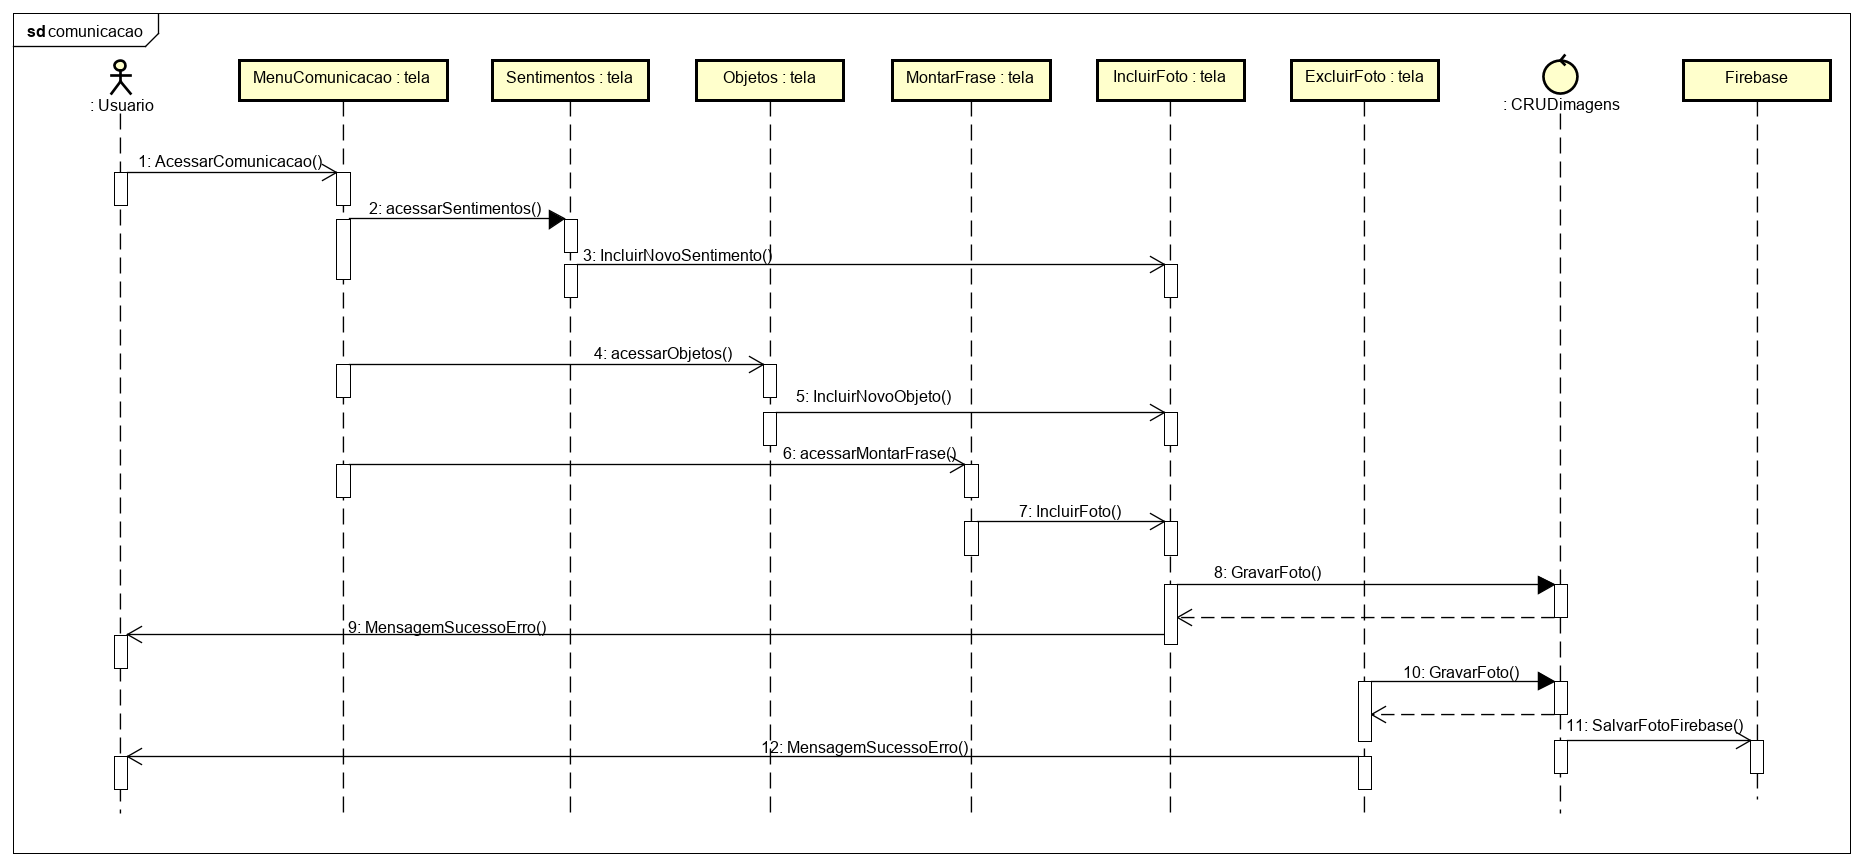 sd comunicacao
: Usuario
MenuComunicacao : tela
Sentimentos : tela
Objetos : tela
MontarFrase : tela
IncluirFoto : tela
ExcluirFoto : tela
: CRUDimagens
Firebase
1: AcessarComunicacao()
2: acessarSentimentos()
3: IncluirNovoSentimento()
4: acessarObjetos()
5: IncluirNovoObjeto()
6: acessarMontarFrase()
7: IncluirFoto()
8: GravarFoto()
9: MensagemSucessoErro()
10: GravarFoto()
11: SalvarFotoFirebase()
12: MensagemSucessoErro()